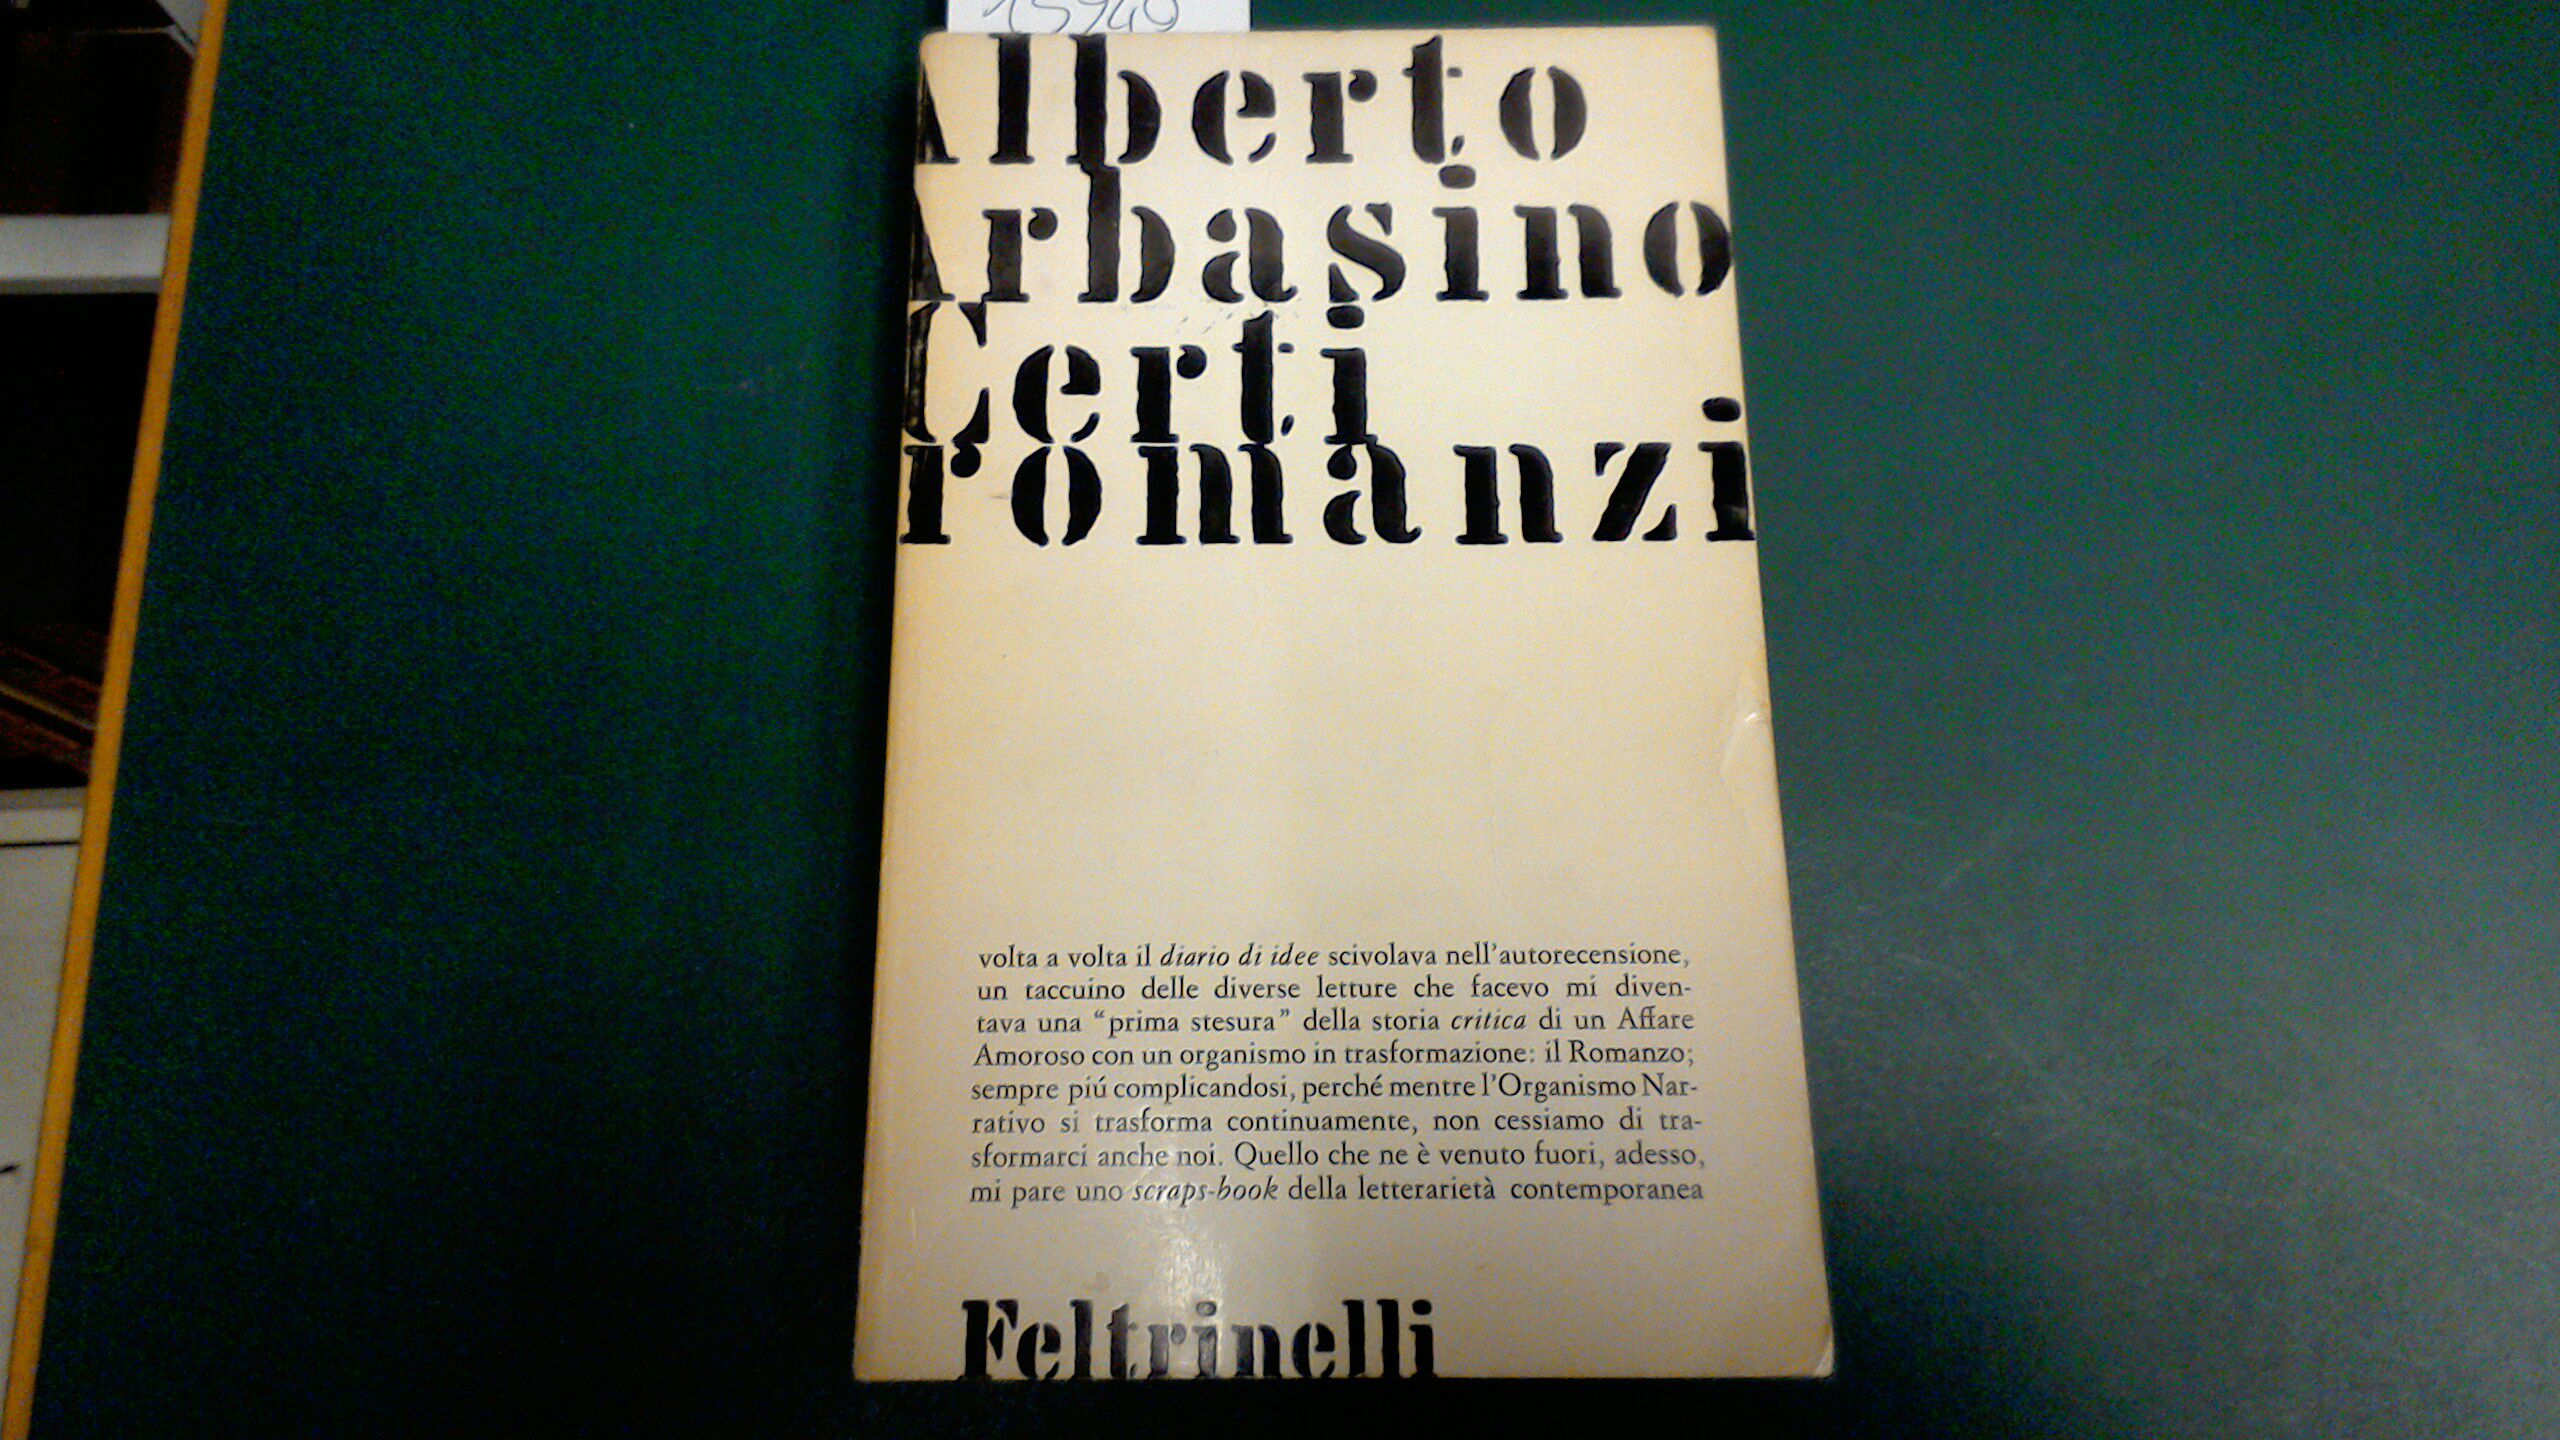 Alberto
Arbasino
Certi
romanzi
volta a volta il diario di idee scivolava nell'autorecensione,
un taccuino delle diverse letture che facevo mi diven-
tava una “prima stesura” della storia critica di un Affare
Amoroso con un organismo in trasformazione: il Romanzo;
sempre piú complicandosi, perché mentre l'Organismo Nar-
rativo si trasforma continuamente, non cessiamo di tra-
sformarci anche noi. Quello che ne è venuto fuori, adesso,
mi pare uno scraps-book della letterarietà contemporanea
Feltrinelli